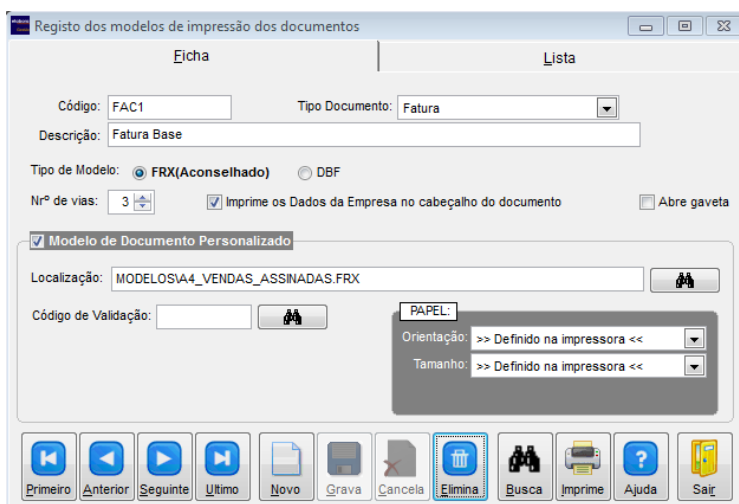 Registo dos modelos de impressão dos documentos
Ficha Lista
Código: FAC1 Tipo Documento: Fatura
Descrição: Fatura Base
Tipo de Modelo: FRX(Aconselhado) DBF
Nrº de vias: 3 Imprime os Dados da Empresa no cabeçalho do documento Abre gaveta
Modelo de Documento Personalizado
Localização: MODELOS\A4_VENDAS_ASSINADAS.FRX
Código de Validação: PAPEL:
Orientação: >> Definido na impressora <<
Tamanho: >> Definido na impressora <<
Primeiro Anterior Seguinte Ultimo Novo Grava Cancela Elimina Busca Imprime Ajuda Sair